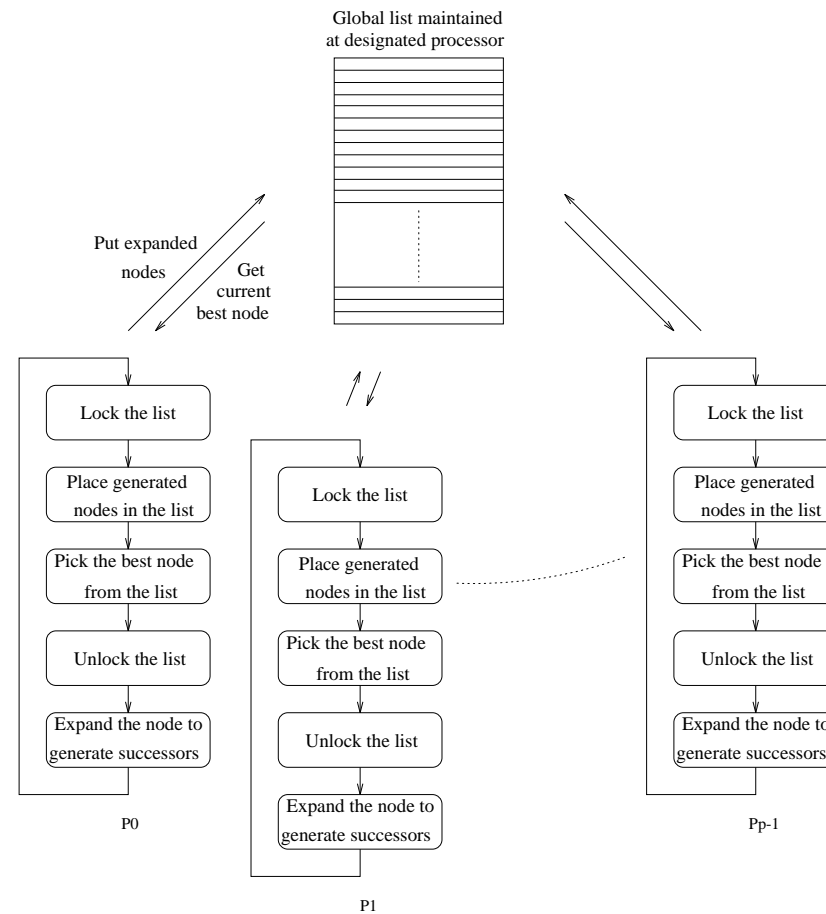 Global list maintained
at designated processor
Put expanded
nodes
Get
current
best node
Lock the list
Place generated
nodes in the list
Pick the best node
from the list
Unlock the list
Expand the node to
generate successors
P0
Lock the list
Place generated
nodes in the list
Pick the best node
from the list
Unlock the list
Expand the node to
generate successors
P1
Lock the list
Place generated
nodes in the list
Pick the best node
from the list
Unlock the list
Expand the node to
generate successors
Pp-1